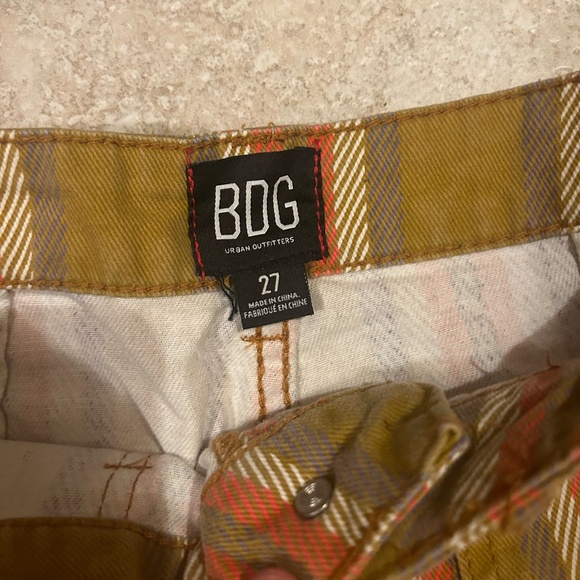 BDG
URBAN OUTFITTERS
27
MADE IN CHINA.
FABRIQUÉ EN CHINE